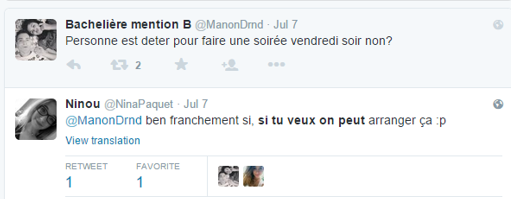 Bachelière mention B @ManonDrnd · Jul 7
Personne est deter pour faire une soirée vendredi soir non?
2
Ninou @NinaPaquet · Jul 7
@ManonDrnd ben franchement si, si tu veux on peut arranger ça :p
View translation
RETWEET FAVORITE
1 1